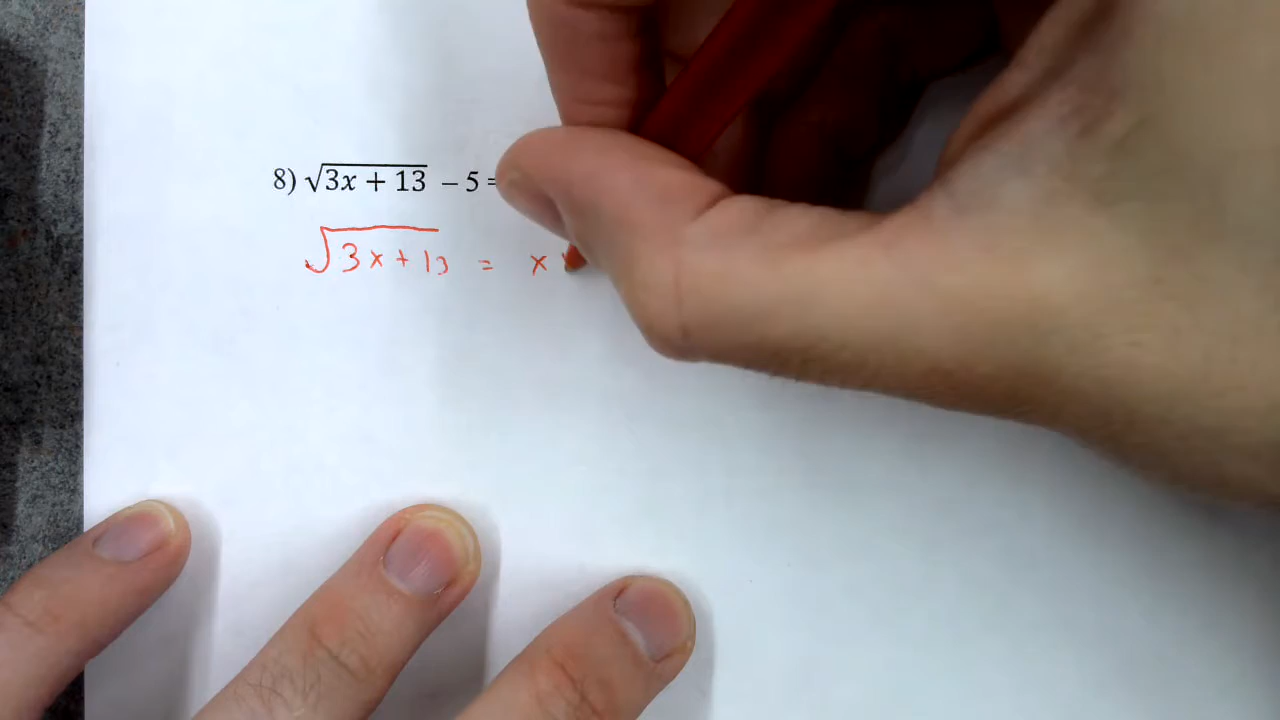 8) √3x + 13 − 5 =
√3x + 13 = x